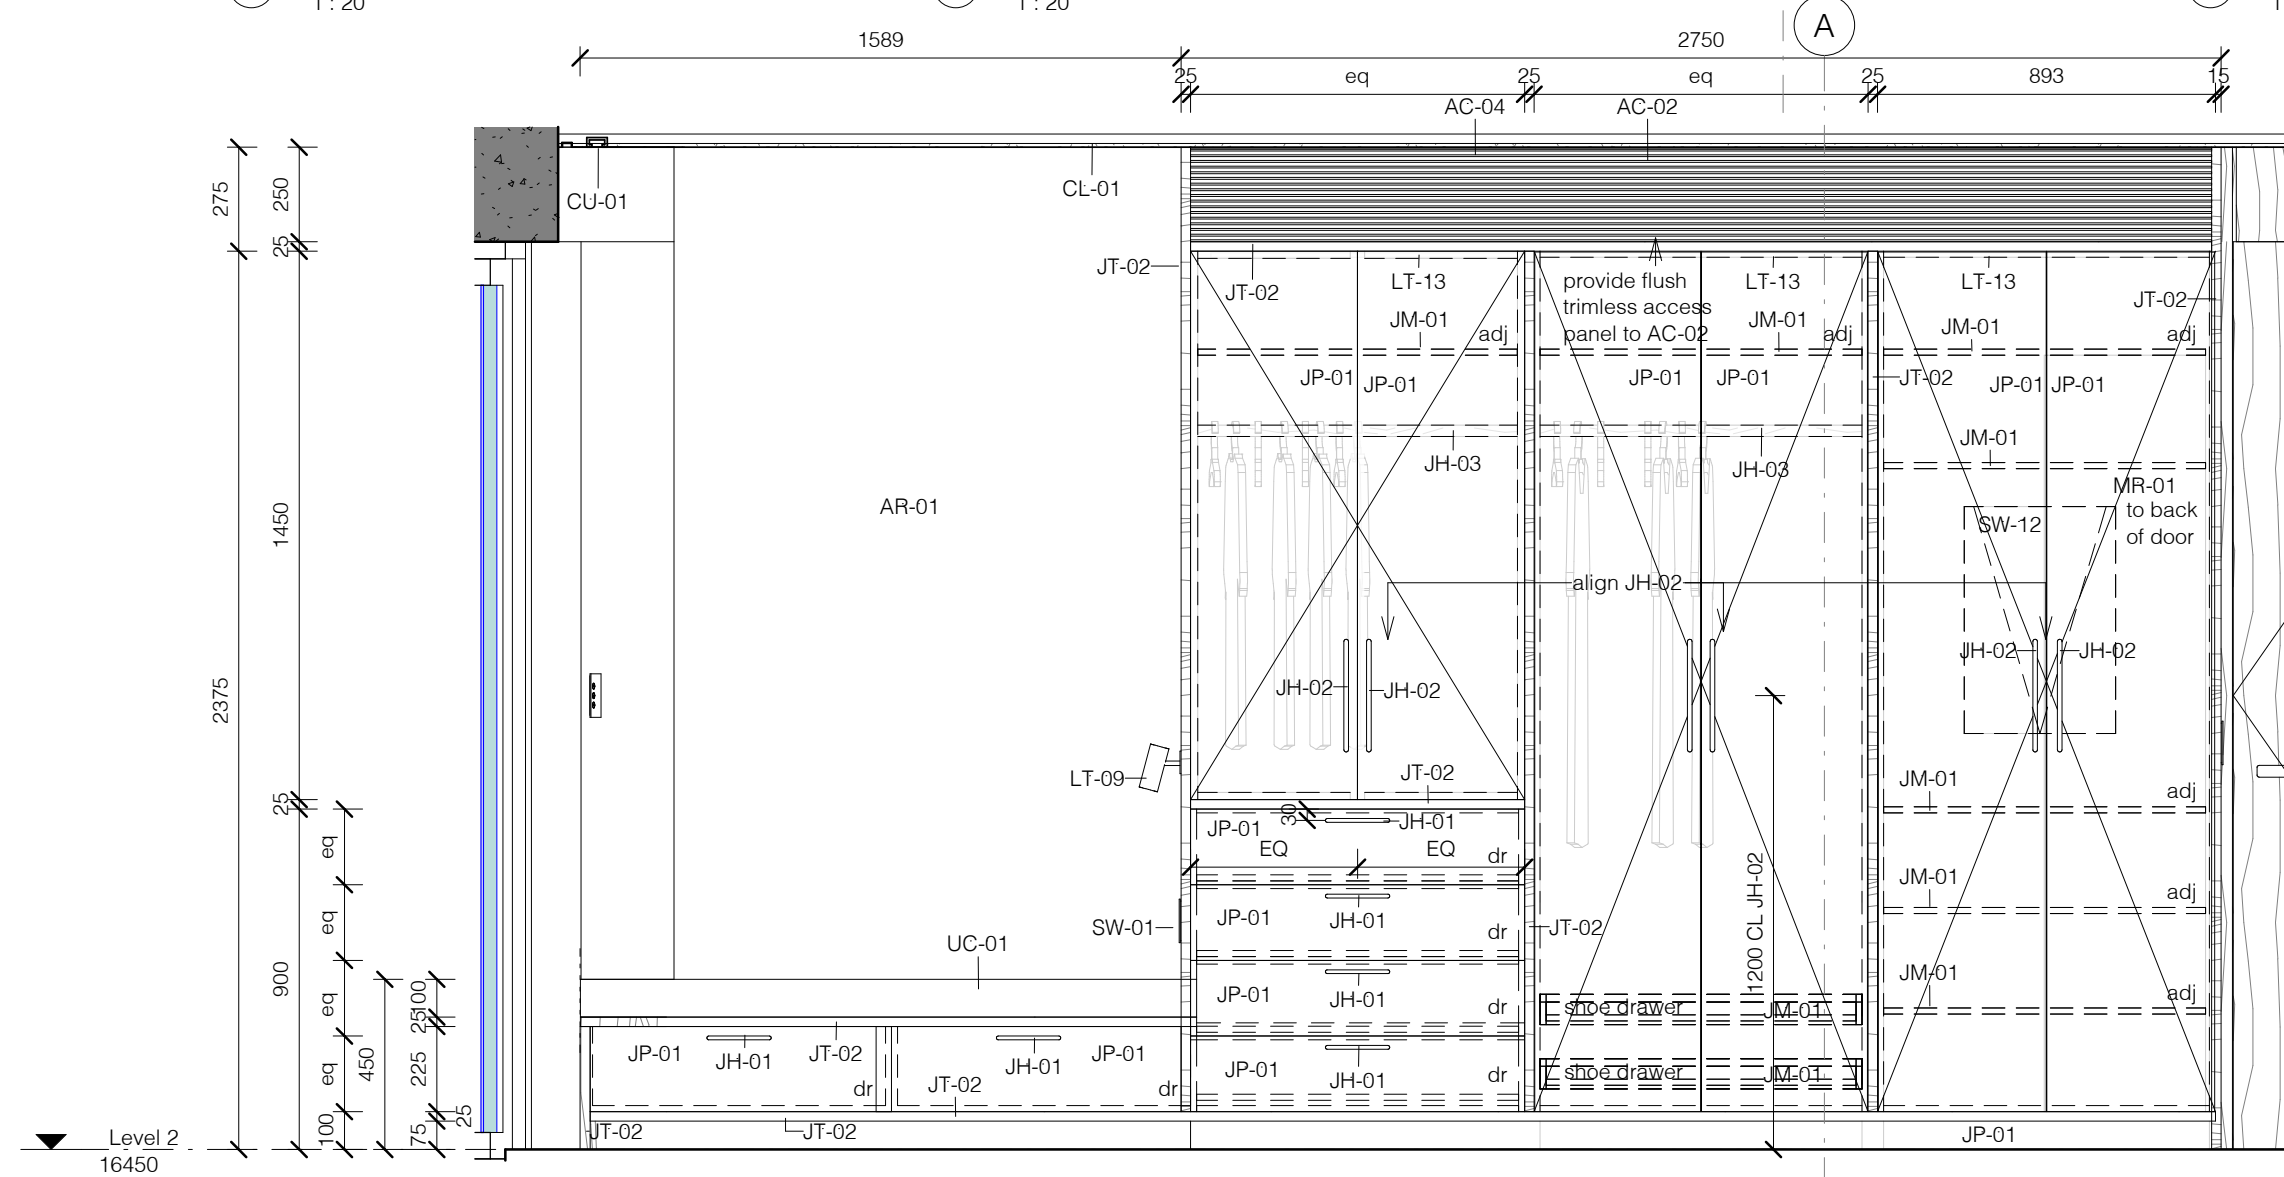 1 : 20
1 : 20
1589
2750
A
25
eq
25
eq
25
893
15
AC-04
AC-02
275
250
25
CU-01
CL-01
JT-02
JT-02
LT-13
provide flush
trimless access
panel to AC-02
LT-13
LT-13
JT-02
JM-01
adj
JM-01
adj
JM-01
adj
JP-01
JP-01
JP-01
JP-01
JT-02
JP-01
JP-01
JM-01
JH-03
JH-03
MR-01
to back
of door
SW-12
AR-01
1450
align JH-02
2375
JH-02
JH-02
JH-02
JH-02
LT-09
JT-02
JM-01
adj
25
30
JP-01
JH-01
EQ
EQ
dr
eq
eq
eq
eq
900
450
100
25
225
25
75
100
1200 CL JH-02
JM-01
adj
SW-01
JP-01
JH-01
dr
JT-02
UC-01
JM-01
adj
JP-01
JH-01
dr
shoe drawer
JM-01
JP-01
JH-01
JT-02
JH-01
JP-01
dr
JT-02
dr
JP-01
JH-01
dr
shoe drawer
JM-01
JT-02
JT-02
JP-01
Level 2
16450